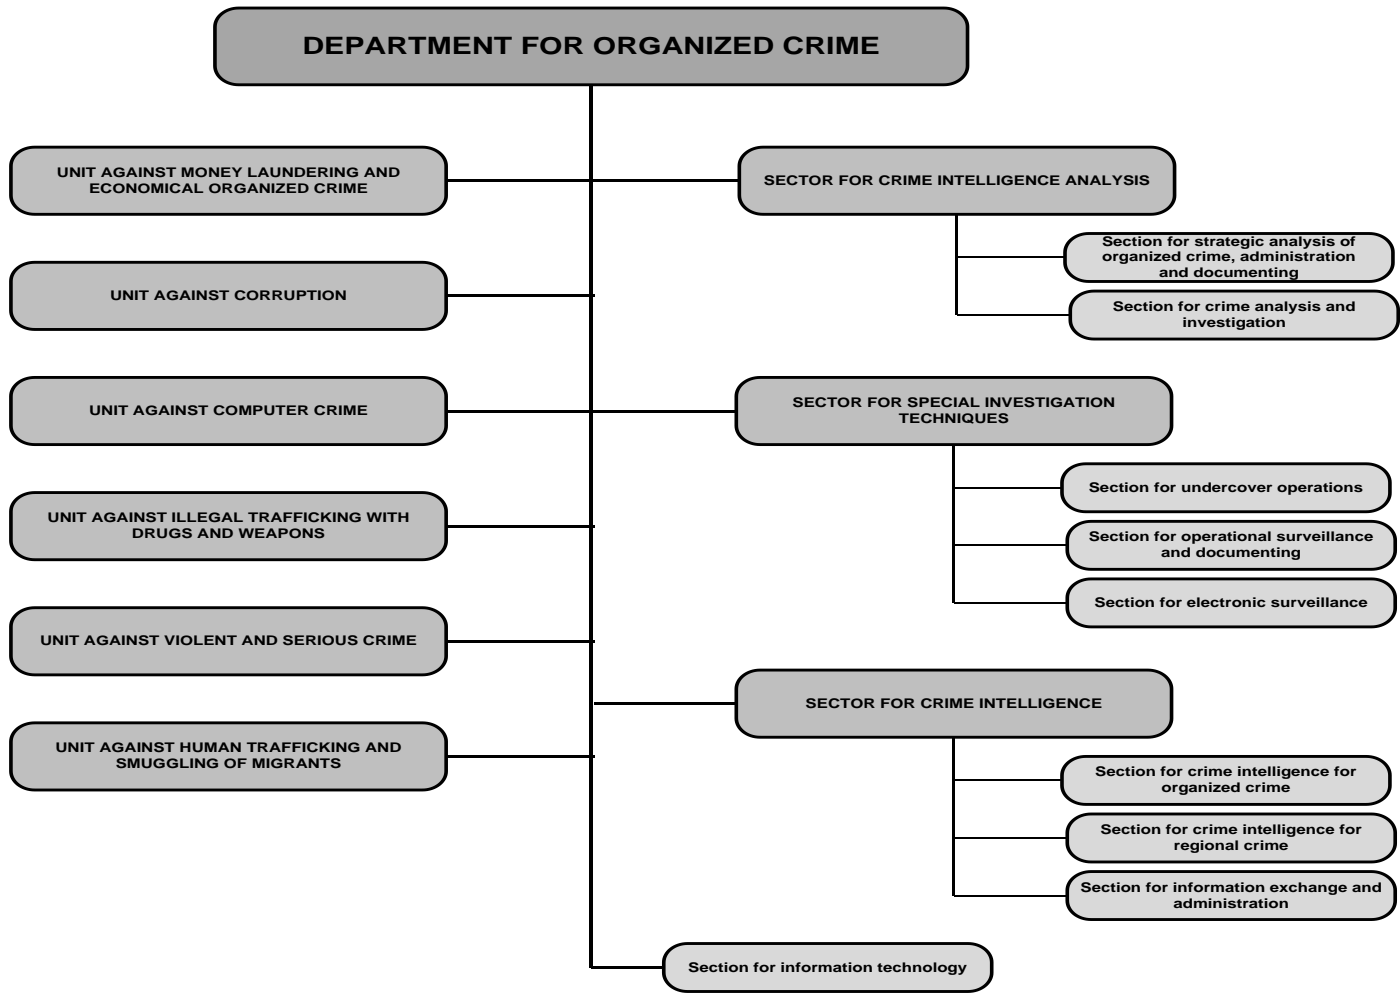 DEPARTMENT FOR ORGANIZED CRIME
UNIT AGAINST MONEY LAUNDERING AND
ECONOMICAL ORGANIZED CRIME
UNIT AGAINST CORRUPTION
UNIT AGAINST COMPUTER CRIME
UNIT AGAINST ILLEGAL TRAFFICKING WITH
DRUGS AND WEAPONS
UNIT AGAINST VIOLENT AND SERIOUS CRIME
UNIT AGAINST HUMAN TRAFFICKING AND
SMUGGLING OF MIGRANTS
SECTOR FOR CRIME INTELLIGENCE ANALYSIS
Section for strategic analysis of
organized crime, administration
and documenting
Section for crime analysis and
investigation
SECTOR FOR SPECIAL INVESTIGATION
TECHNIQUES
Section for undercover operations
Section for operational surveillance
and documenting
Section for electronic surveillance
SECTOR FOR CRIME INTELLIGENCE
Section for crime intelligence for
organized crime
Section for crime intelligence for
regional crime
Section for information exchange and
administration
Section for information technology